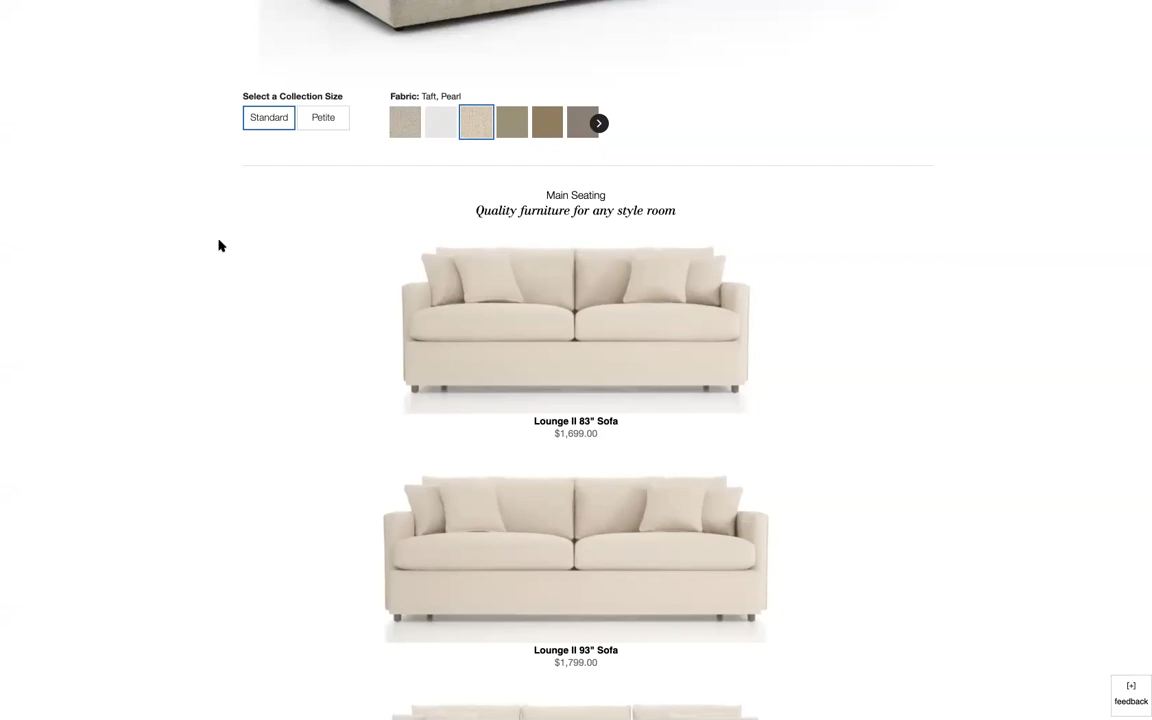 Select a Collection Size
Standard
Petite
Fabric: Taft, Pearl
Main Seating
Quality furniture for any style room
Lounge II 83" Sofa
$1,699.00
Lounge II 93" Sofa
$1,799.00
[+]
feedback